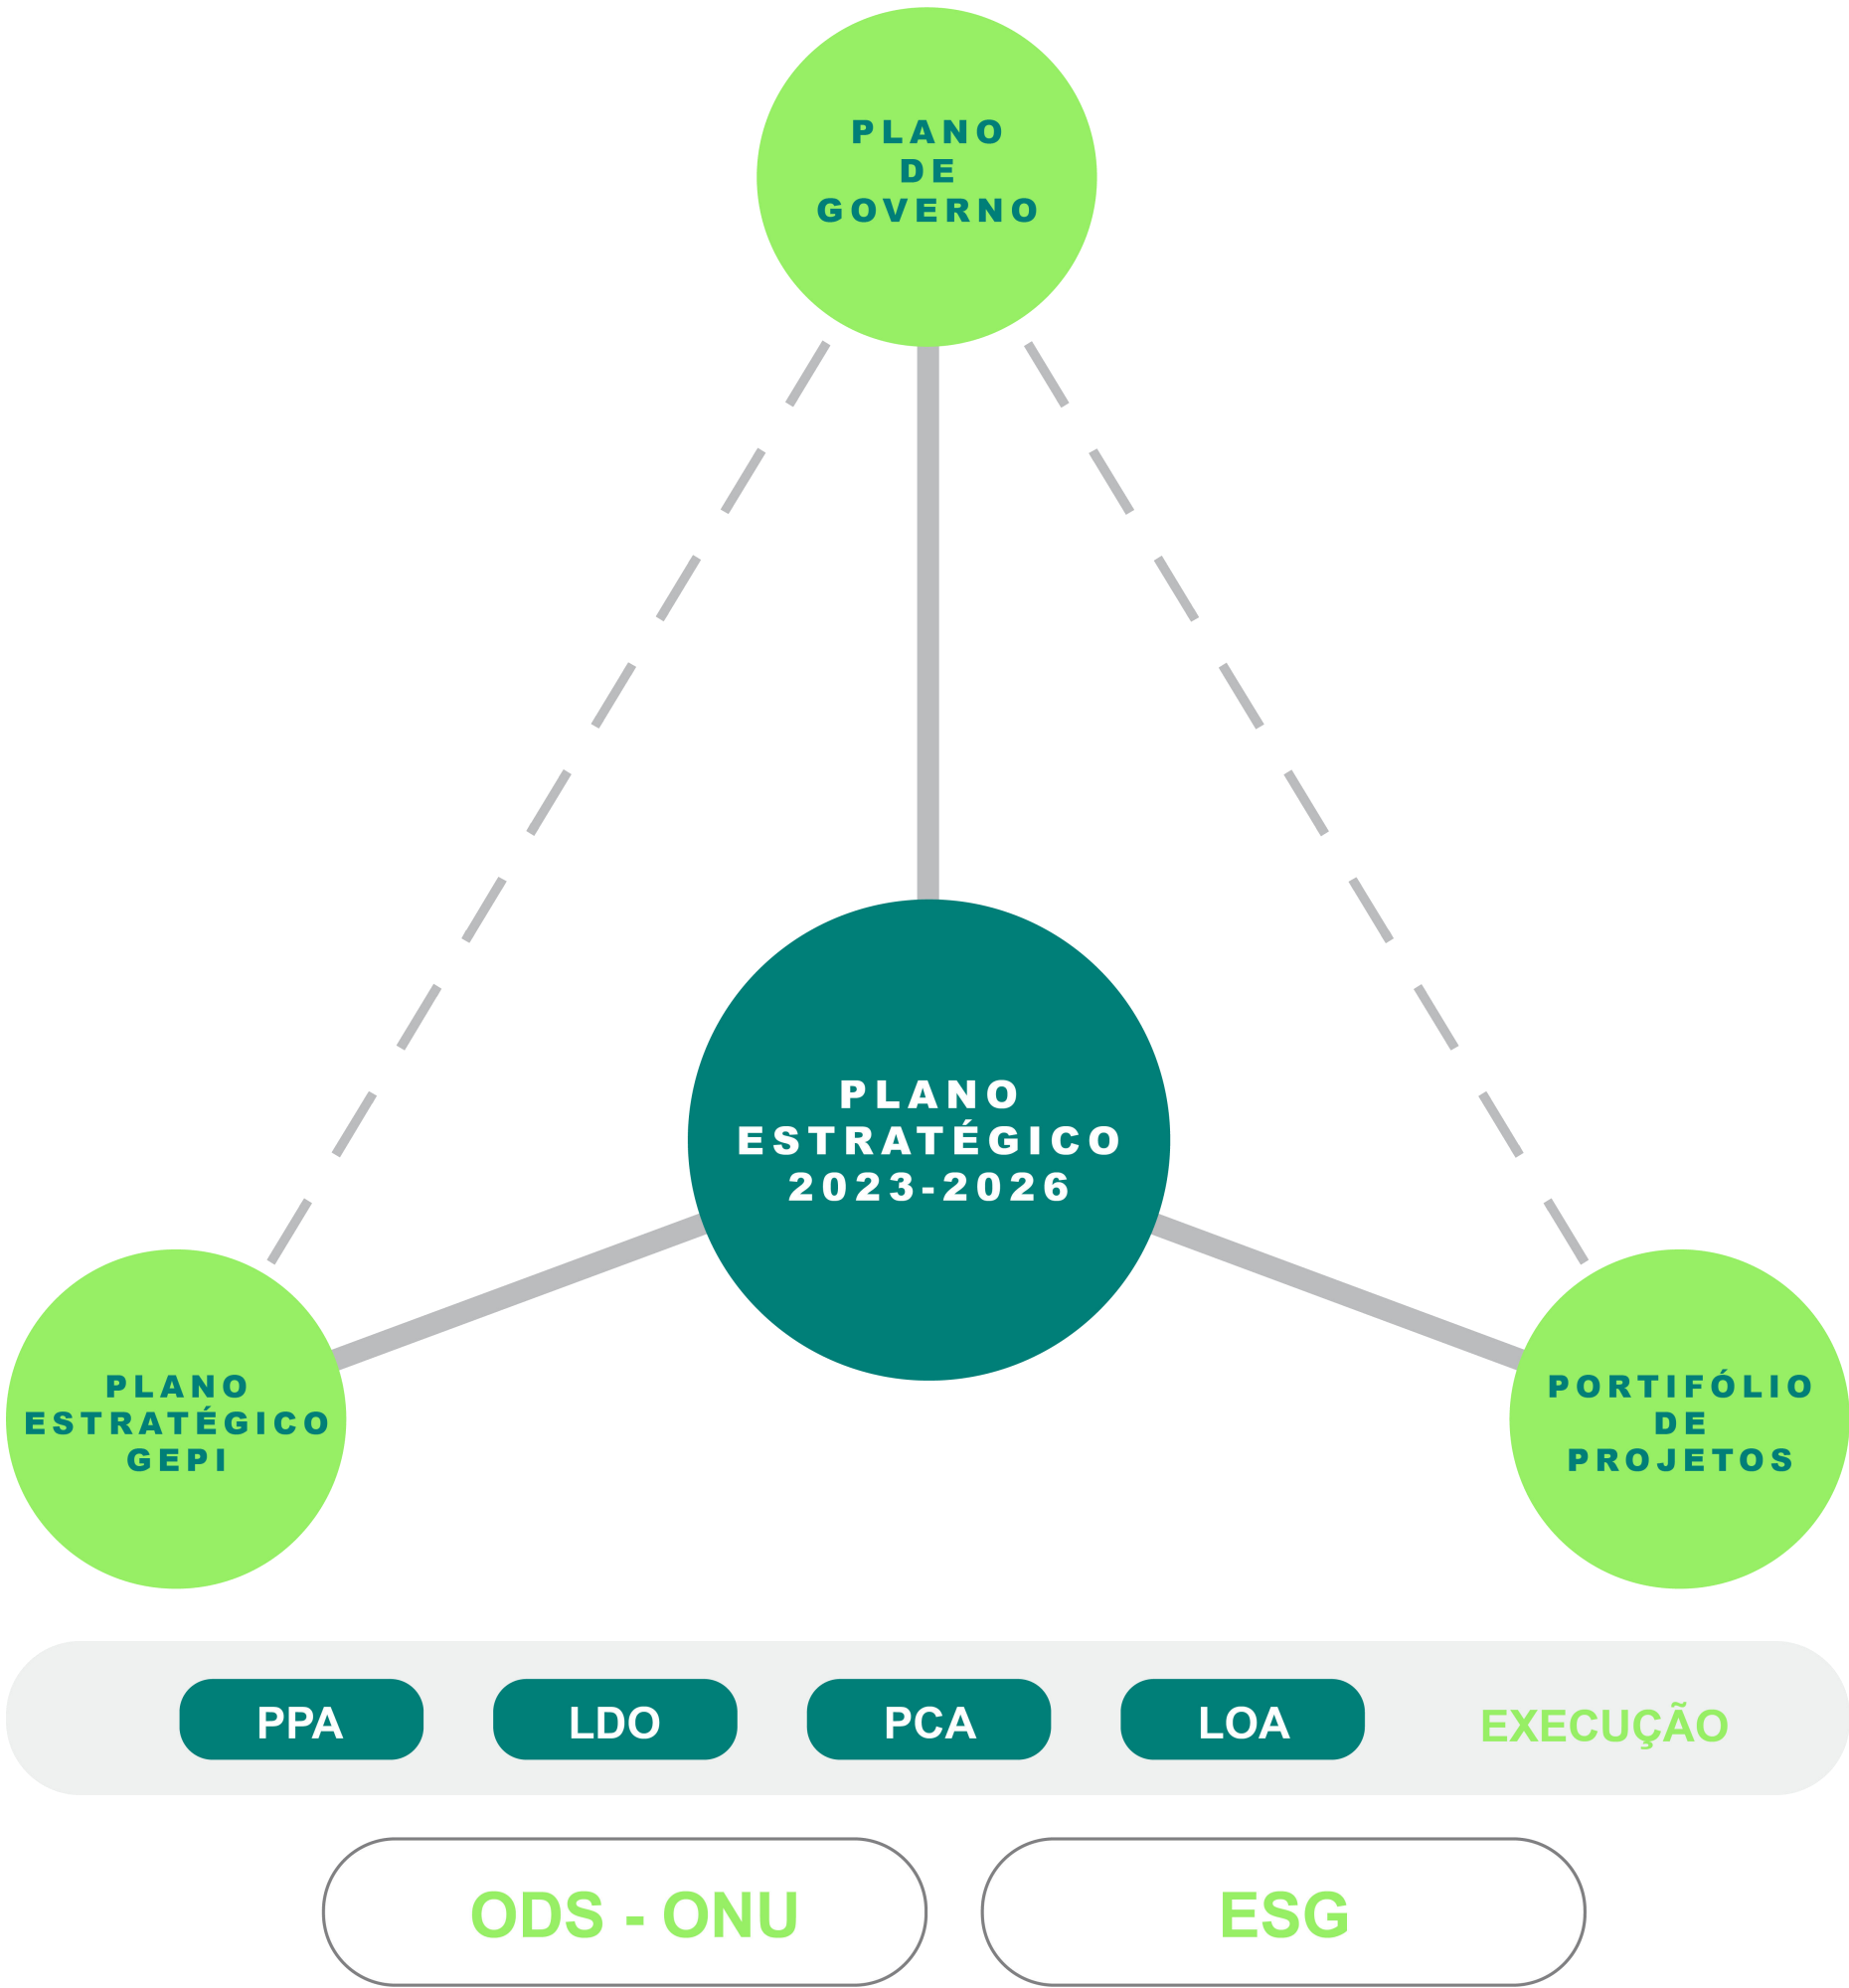 PLANO
DE
GOVERNO
PLANO
ESTRATÉGICO
2023-2026
PLANO
ESTRATÉGICO
GEPI
PORTIFÓLIO
DE
PROJETOS
PPA
LDO
PCA
LOA
EXECUÇÃO
ODS - ONU
ESG